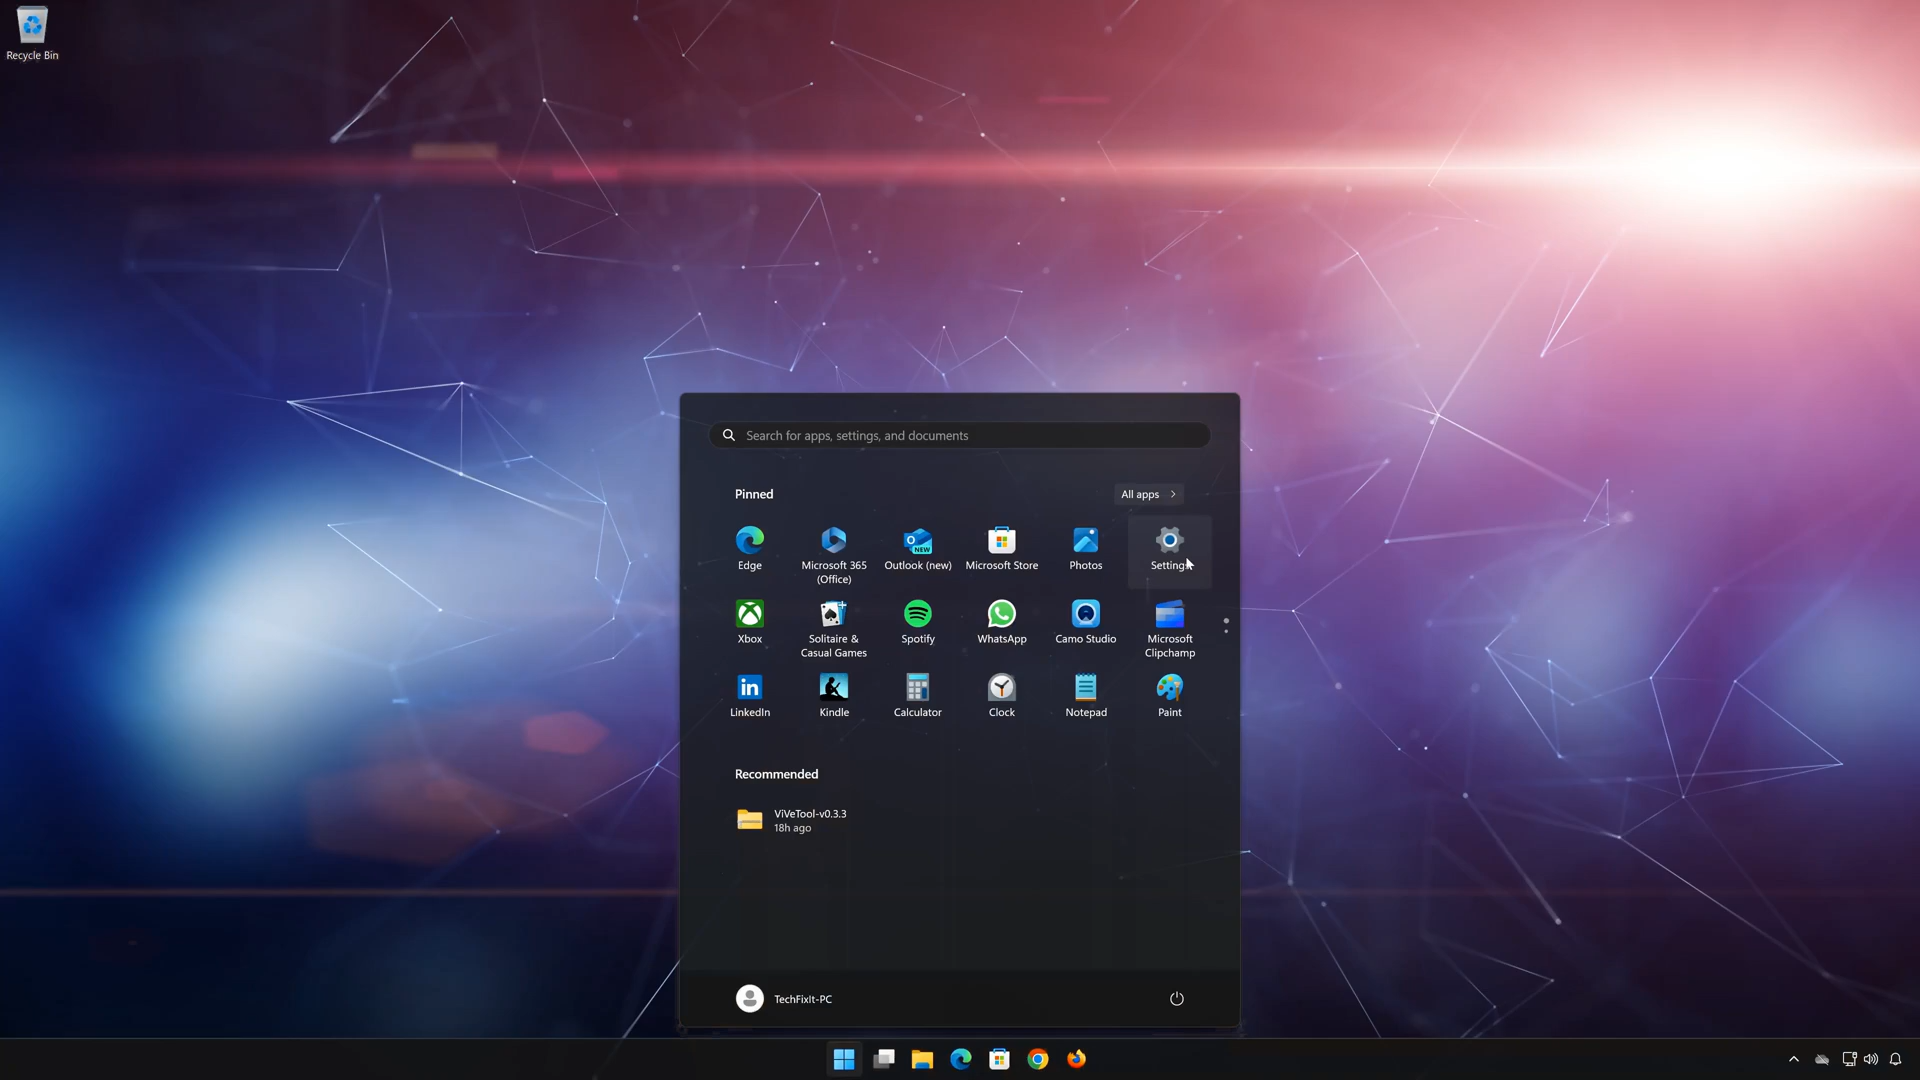 Recycle Bin
Search for apps, settings, and documents
Pinned
All apps
Edge
Microsoft 365
(Office)
Outlook (new)
Microsoft Store
Photos
Settings
Xbox
Solitaire &
Casual Games
Spotify
WhatsApp
Camo Studio
Microsoft
Clipchamp
LinkedIn
Kindle
Calculator
Clock
Notepad
Paint
Recommended
ViVeTool-v0.3.3
18h ago
TechFixIt-PC